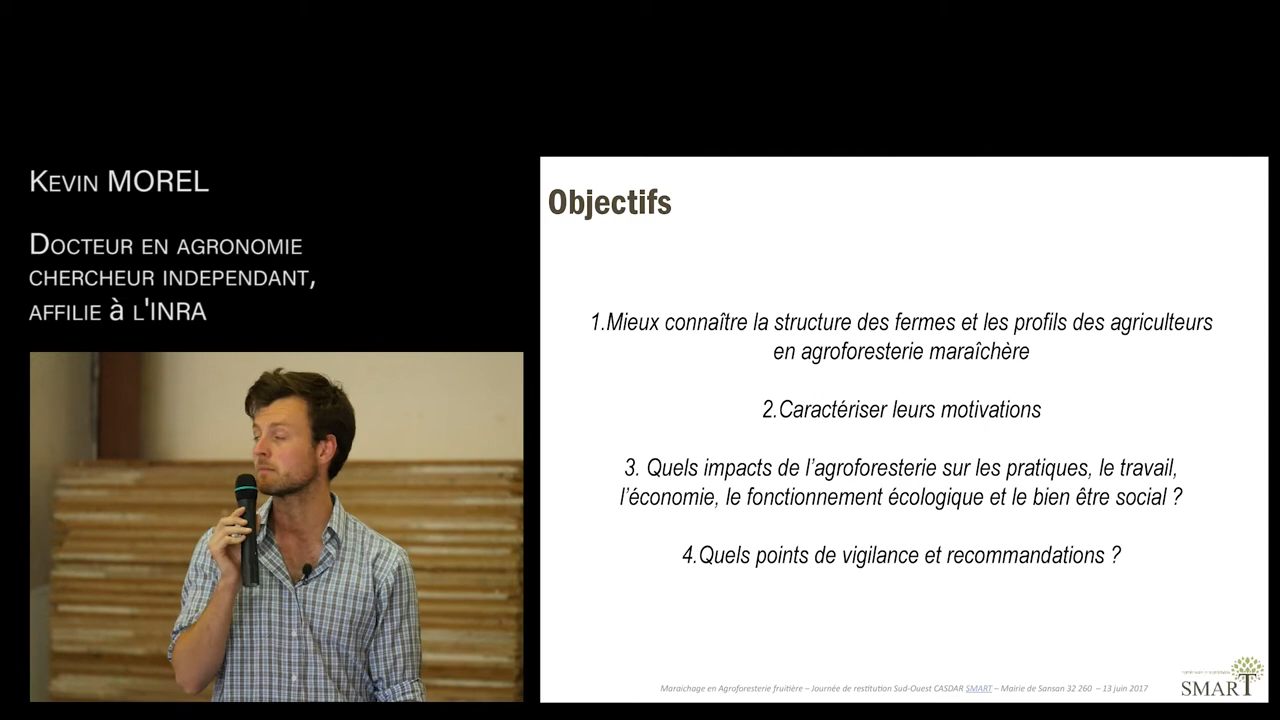 Kevin MOREL
Docteur en agronomie
chercheur independant,
affilie à l'INRA
Objectifs
1.Mieux connaître la structure des fermes et les profils des agriculteurs
en agroforesterie maraîchère
2.Caractériser leurs motivations
3. Quels impacts de l'agroforesterie sur les pratiques, le travail,
l'économie, le fonctionnement écologique et le bien être social ?
4.Quels points de vigilance et recommandations ?
Maraichage en Agroforesterie fruitière – Journée de restitution Sud-Ouest CASDAR SMART – Mairie de Sansan 32 260 – 13 juin 2017
SMART